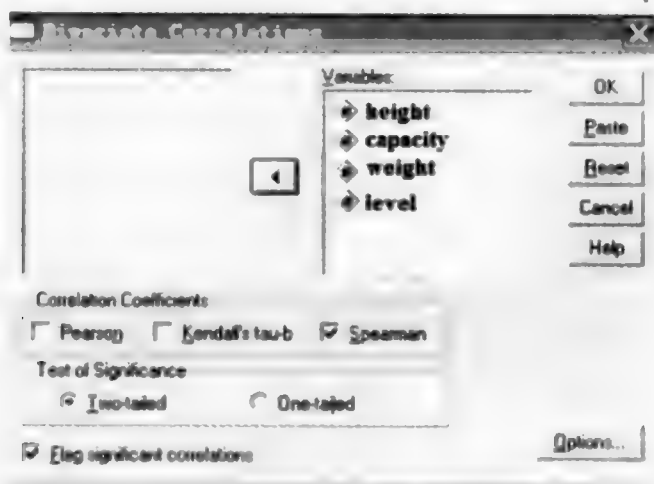 Bivariate Correlations
Variables:
height
capacity
weight
level
OK
Paste
Reset
Cancel
Help
Correlation Coefficients
Pearson Kendall's tau-b Spearman
Test of Significance
Two-tailed One-tailed
Flag significant correlations
Options...